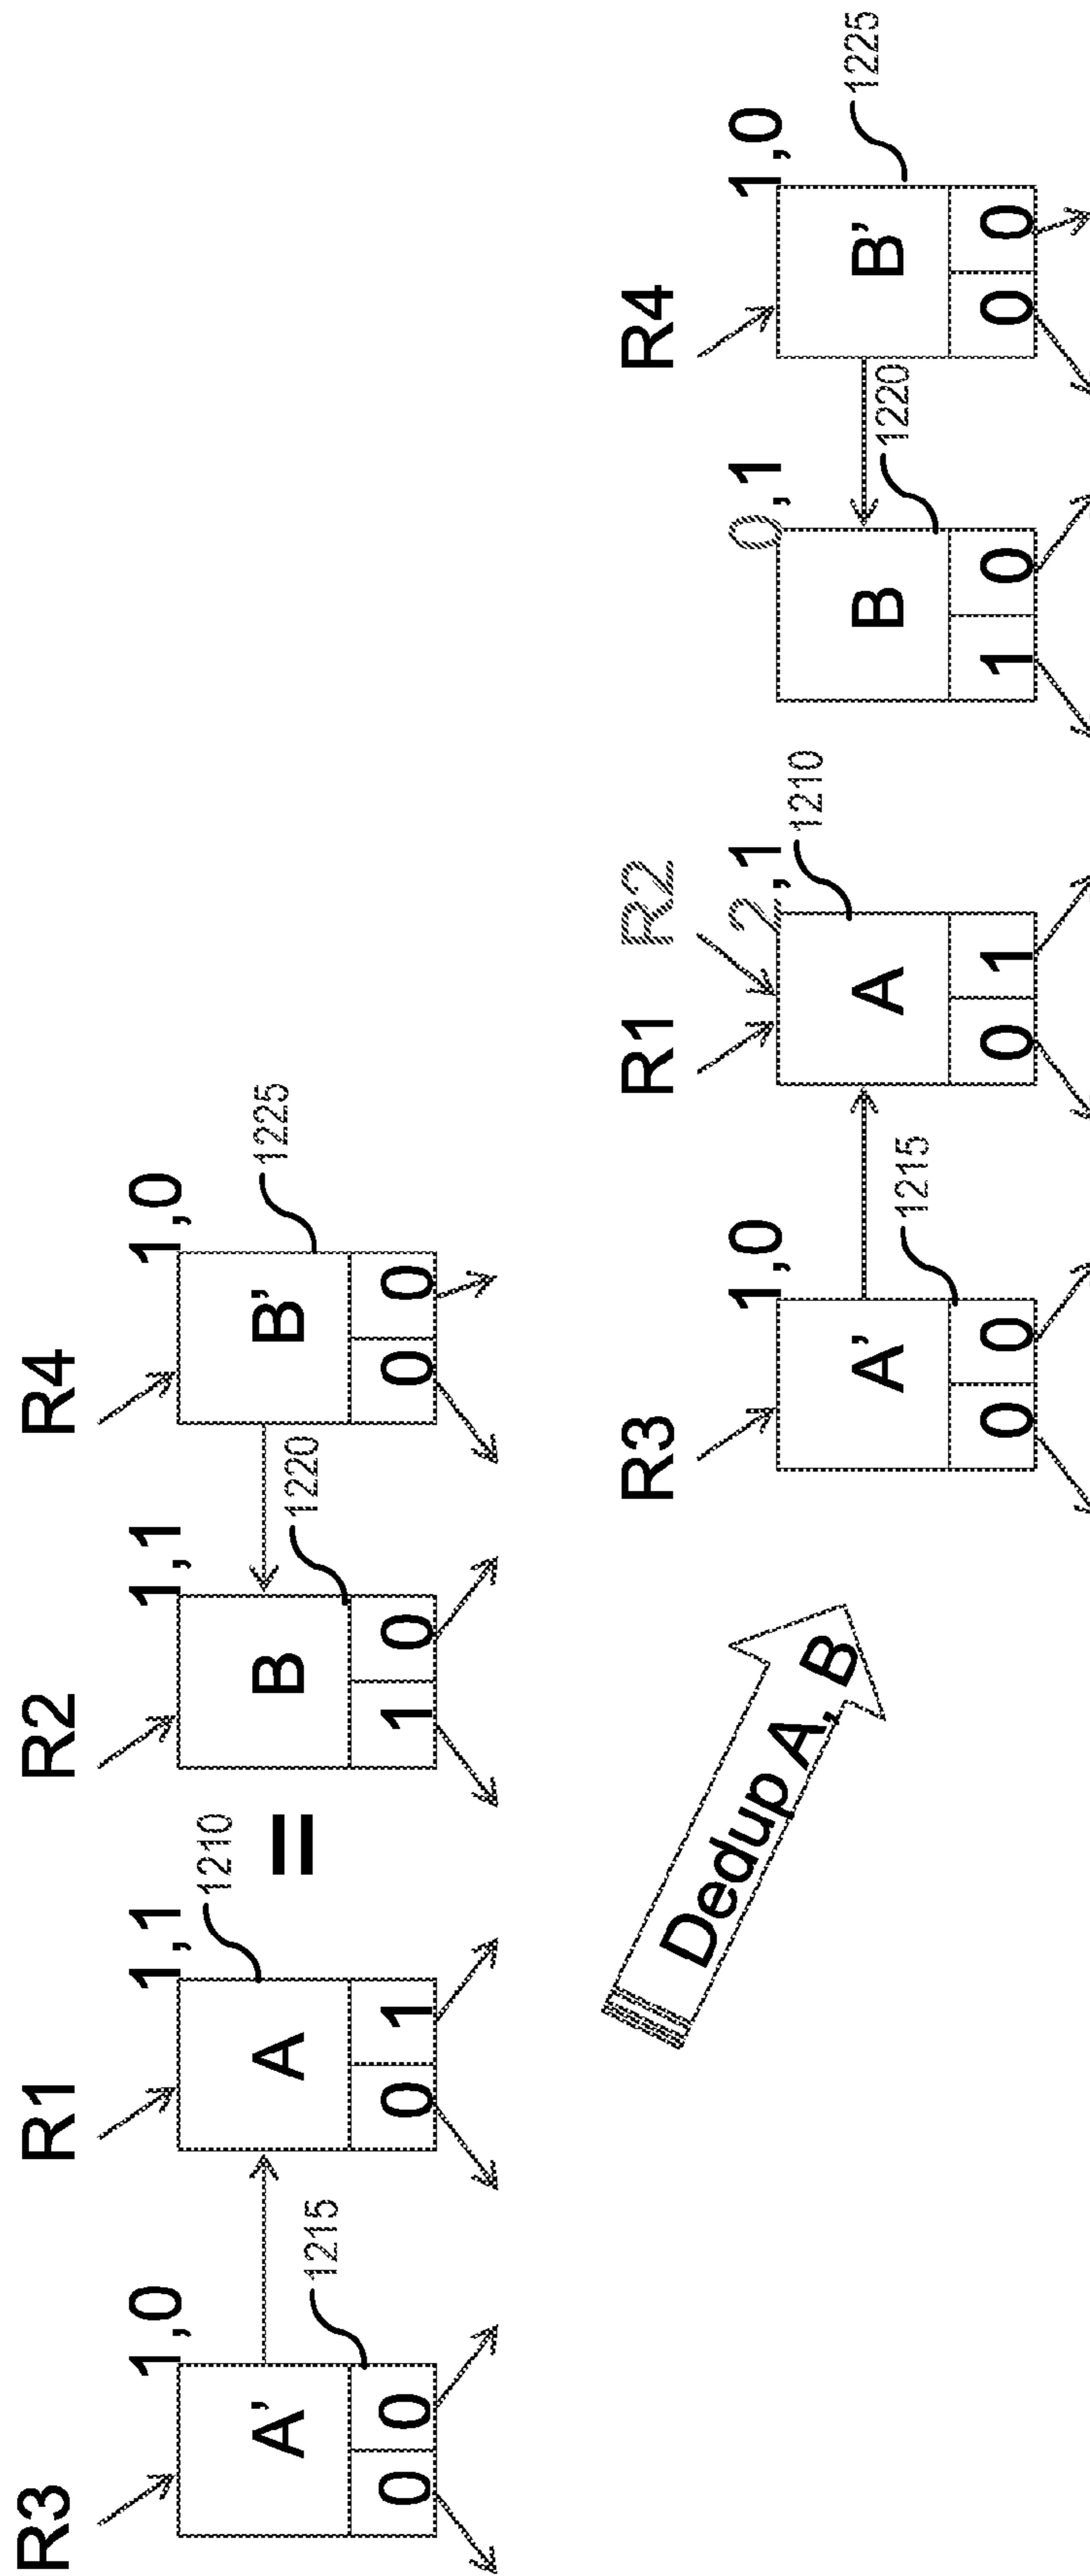 R3 R1 R2 R4
1,0 1,1 1,1 1,0
1215 1210 1220 1225
A' A = B B'
0 0 0 1 1 0 0 0
Dedup A, B
R3 R1 R2 R4
1,0 2,1 0,1 1,0
1215 1210 1220 1225
A' A B B'
0 0 0 1 1 0 0 0